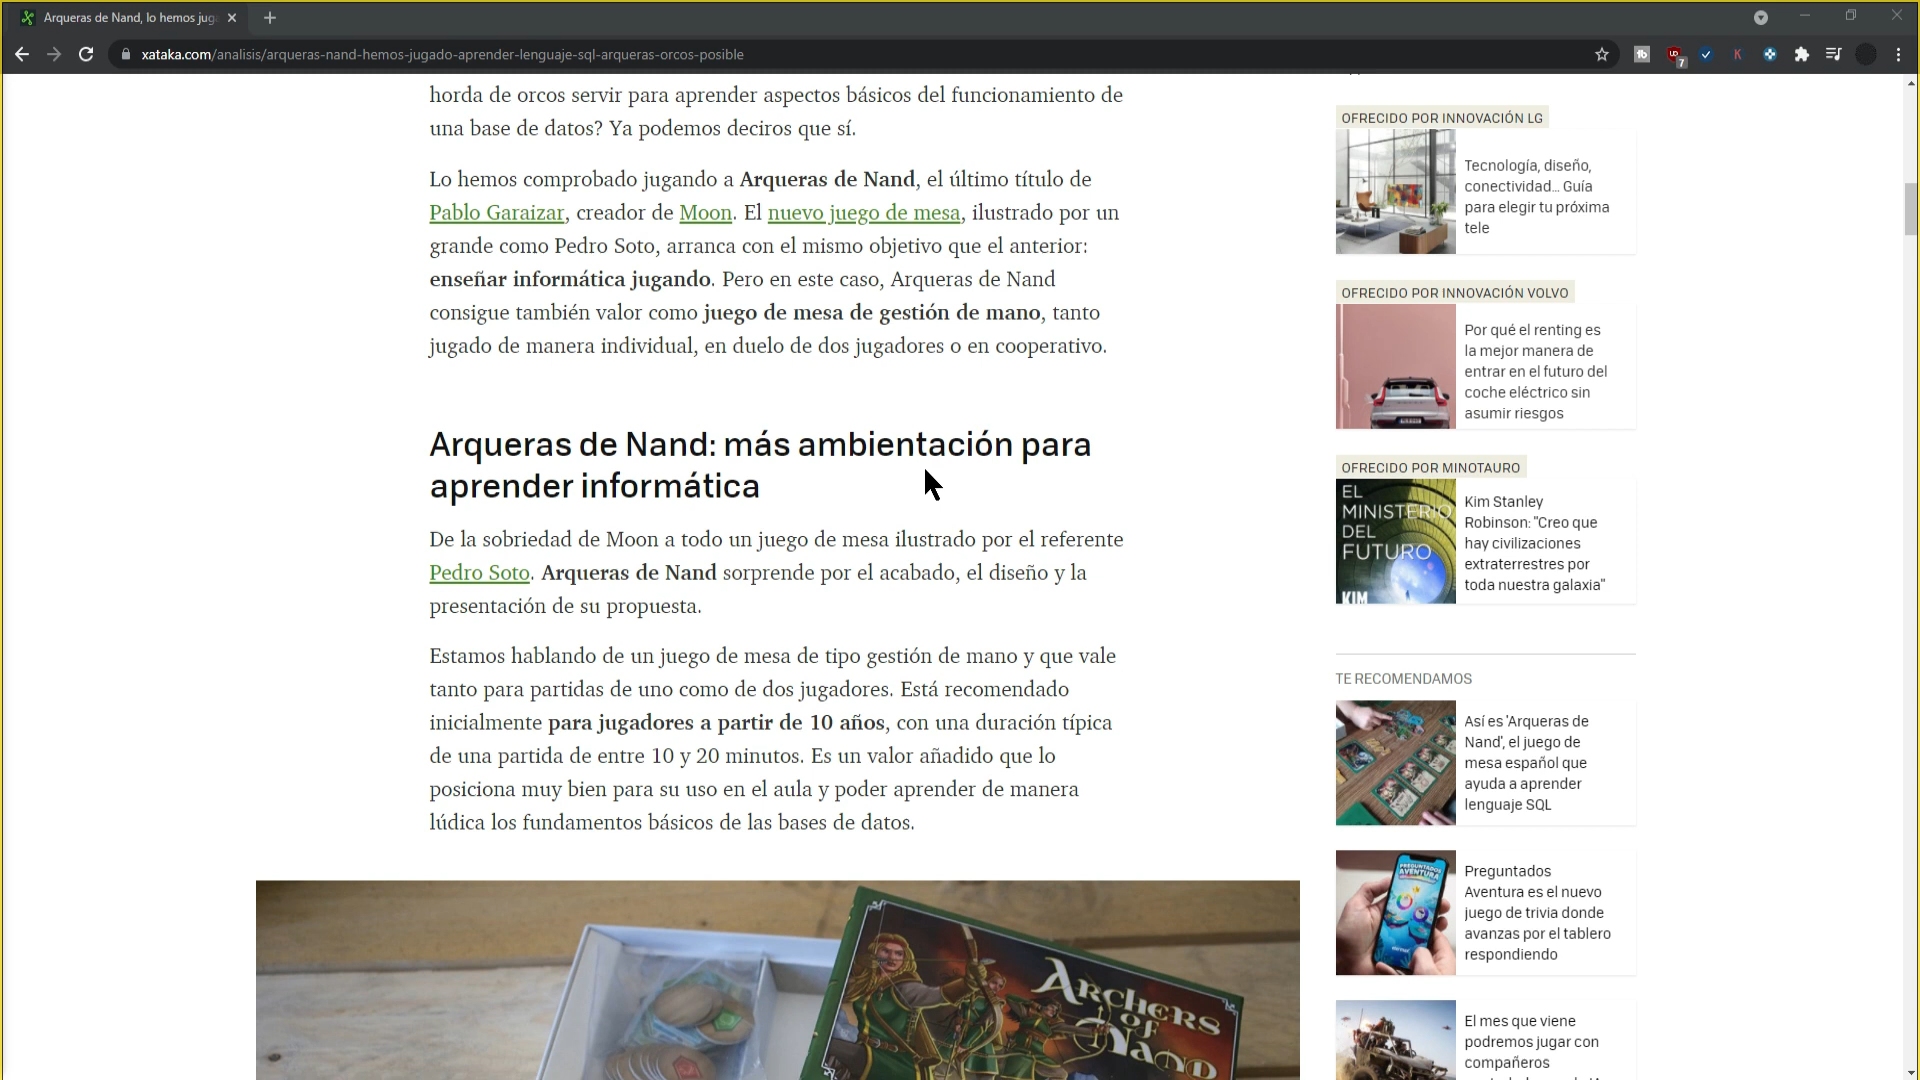 Arqueras de Nand, lo hemos jug
xataka.com/analisis/arqueras-nand-hemos-jugado-aprender-lenguaje-sql-arqueras-orcos-posible
7
horda de orcos servir para aprender aspectos básicos del funcionamiento de
una base de datos? Ya podemos deciros que sí.
Lo hemos comprobado jugando a Arqueras de Nand, el último título de
Pablo Garaizar, creador de Moon. El nuevo juego de mesa, ilustrado por un
grande como Pedro Soto, arranca con el mismo objetivo que el anterior:
enseñar informática jugando. Pero en este caso, Arqueras de Nand
consigue también valor como juego de mesa de gestión de mano, tanto
jugado de manera individual, en duelo de dos jugadores o en cooperativo.
Arqueras de Nand: más ambientación para
aprender informática
De la sobriedad de Moon a todo un juego de mesa ilustrado por el referente
Pedro Soto. Arqueras de Nand sorprende por el acabado, el diseño y la
presentación de su propuesta.
Estamos hablando de un juego de mesa de tipo gestión de mano y que vale
tanto para partidas de uno como de dos jugadores. Está recomendado
inicialmente para jugadores a partir de 10 años, con una duración típica
de una partida de entre 10 y 20 minutos. Es un valor añadido que lo
posiciona muy bien para su uso en el aula y poder aprender de manera
lúdica los fundamentos básicos de las bases de datos.
ARCHERS
OF
NAND
OFRECIDO POR INNOVACIÓN LG
Tecnología, diseño,
conectividad... Guía
para elegir tu próxima
tele
OFRECIDO POR INNOVACIÓN VOLVO
Por qué el renting es
la mejor manera de
entrar en el futuro del
coche eléctrico sin
asumir riesgos
OFRECIDO POR MINOTAURO
EL
MINISTERIO
DEL
FUTURO
KIM
Kim Stanley
Robinson: "Creo que
hay civilizaciones
extraterrestres por
toda nuestra galaxia"
TE RECOMENDAMOS
Así es 'Arqueras de
Nand', el juego de
mesa español que
ayuda a aprender
lenguaje SQL
PREGUNTADOS
AVENTURA
Preguntados
Aventura es el nuevo
juego de trivia donde
avanzas por el tablero
respondiendo
El mes que viene
podremos jugar con
compañeros